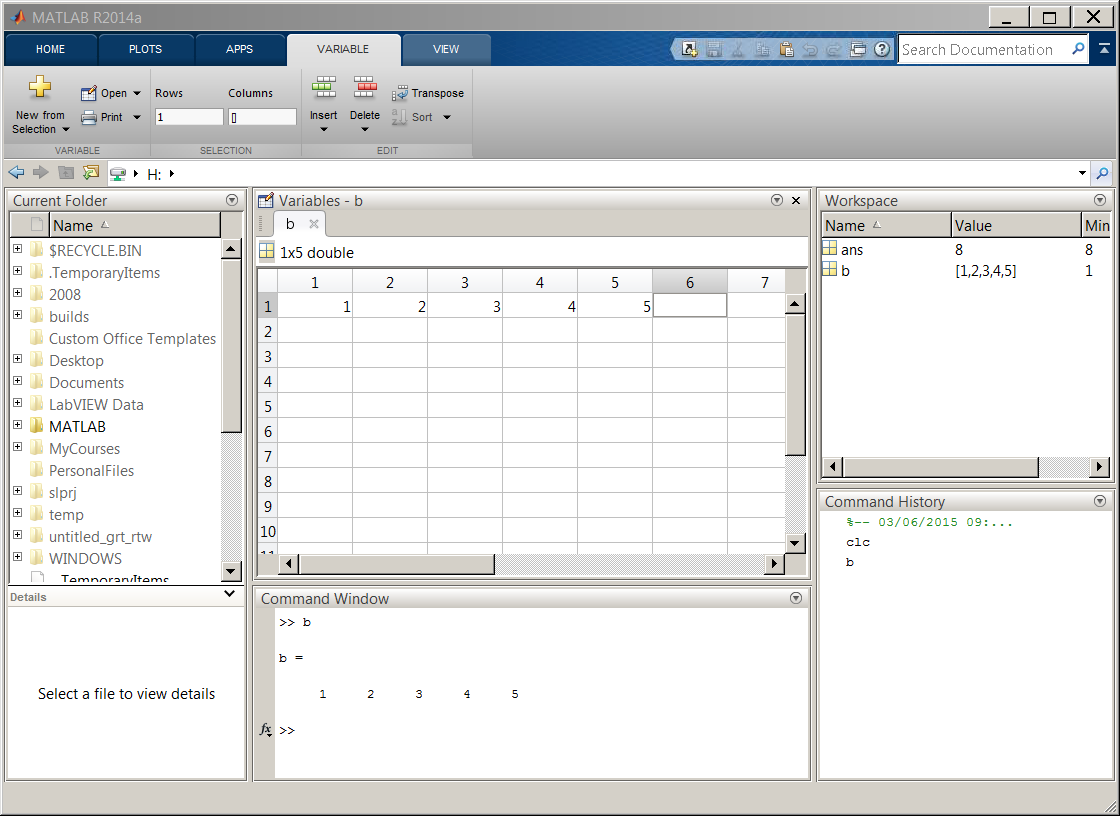 MATLAB R2014a
HOME PLOTS APPS VARIABLE VIEW
Search Documentation
New from Selection
Open
Print
Rows
1
Columns
[]
Insert
Delete
Transpose
Sort
VARIABLE SELECTION EDIT
H:
Current Folder
Name
$RECYCLE.BIN
.TemporaryItems
2008
builds
Custom Office Templates
Desktop
Documents
LabVIEW Data
MATLAB
MyCourses
PersonalFiles
slprj
temp
untitled_grt_rtw
WINDOWS
._.TemporaryItems
Details
Select a file to view details
Variables - b
b
1x5 double
1 2 3 4 5 6 7
1 1 2 3 4 5
2
3
4
5
6
7
8
9
10
11
Command Window
>> b
b =
1 2 3 4 5
fx >>
Workspace
Name Value Min
ans 8 8
b [1,2,3,4,5] 1
Command History
%-- 03/06/2015 09:...
clc
b